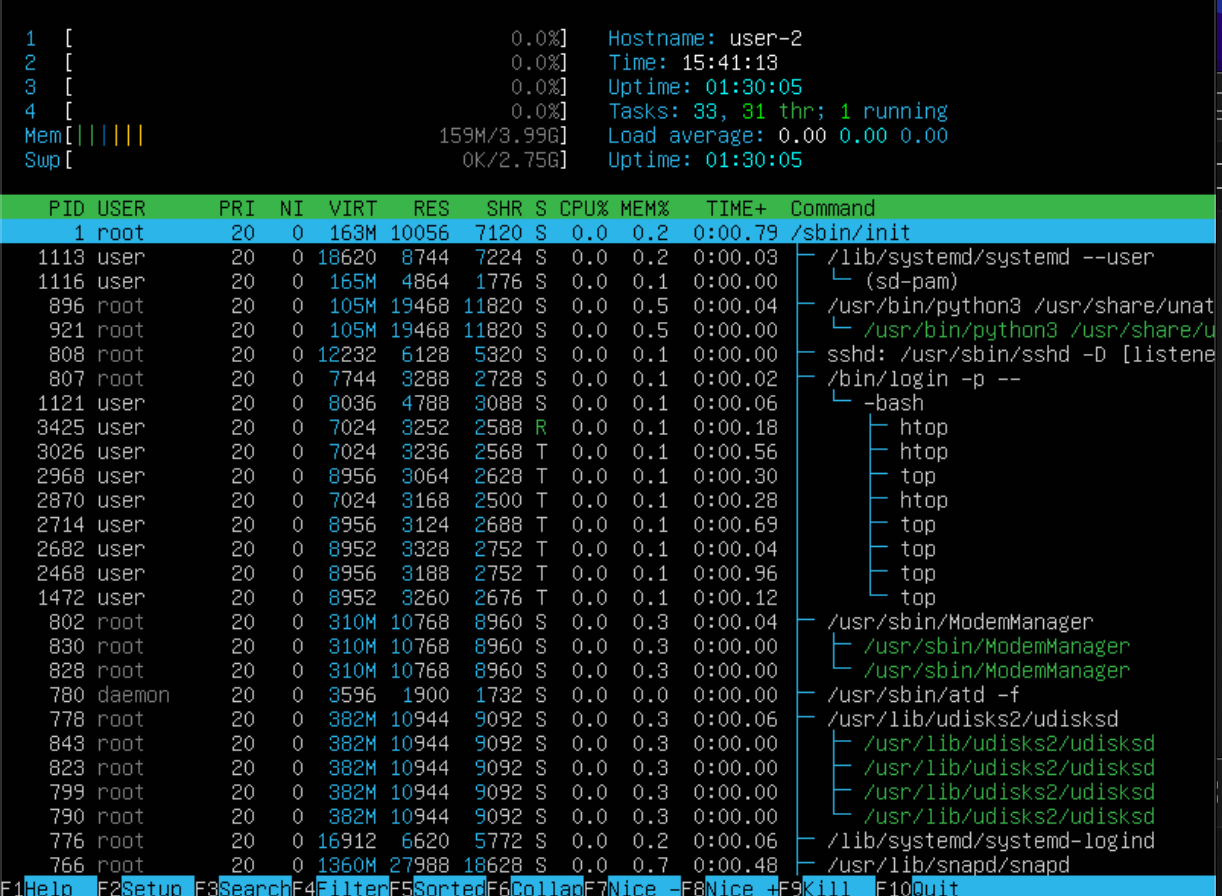 1 [ 0.0%] Hostname: user-2
2 [ 0.0%] Time: 15:41:13
3 [ 0.0%] Uptime: 01:30:05
4 [ 0.0%] Tasks: 33, 31 thr; 1 running
Mem[|||||| 159M/3.99G] Load average: 0.00 0.00 0.00
Swp[ 0K/2.75G] Uptime: 01:30:05
PID USER PRI NI VIRT RES SHR S CPU% MEM% TIME+ Command
1 root 20 0 163M 10056 7120 S 0.0 0.2 0:00.79 /sbin/init
1113 user 20 0 18620 8744 7224 S 0.0 0.2 0:00.03 ├─ /lib/systemd/systemd --user
1116 user 20 0 165M 4864 1776 S 0.0 0.1 0:00.00 │ └─ (sd-pam)
896 root 20 0 105M 19468 11820 S 0.0 0.5 0:00.04 ├─ /usr/bin/python3 /usr/share/unat
921 root 20 0 105M 19468 11820 S 0.0 0.5 0:00.00 │ └─ /usr/bin/python3 /usr/share/u
808 root 20 0 12232 6128 5320 S 0.0 0.1 0:00.00 ├─ sshd: /usr/sbin/sshd -D [listene
807 root 20 0 7744 3288 2728 S 0.0 0.1 0:00.02 ├─ /bin/login -p --
1121 user 20 0 8036 4788 3088 S 0.0 0.1 0:00.06 │ └─ -bash
3425 user 20 0 7024 3252 2588 R 0.0 0.1 0:00.18 │ ├─ htop
3026 user 20 0 7024 3236 2568 T 0.0 0.1 0:00.56 │ ├─ htop
2968 user 20 0 8956 3064 2628 T 0.0 0.1 0:00.30 │ ├─ top
2870 user 20 0 7024 3168 2500 T 0.0 0.1 0:00.28 │ ├─ htop
2714 user 20 0 8956 3124 2688 T 0.0 0.1 0:00.69 │ ├─ top
2682 user 20 0 8952 3328 2752 T 0.0 0.1 0:00.04 │ ├─ top
2468 user 20 0 8956 3188 2752 T 0.0 0.1 0:00.96 │ ├─ top
1472 user 20 0 8952 3260 2676 T 0.0 0.1 0:00.12 │ └─ top
802 root 20 0 310M 10768 8960 S 0.0 0.3 0:00.04 ├─ /usr/sbin/ModemManager
830 root 20 0 310M 10768 8960 S 0.0 0.3 0:00.00 │ ├─ /usr/sbin/ModemManager
828 root 20 0 310M 10768 8960 S 0.0 0.3 0:00.00 │ └─ /usr/sbin/ModemManager
780 daemon 20 0 3596 1900 1732 S 0.0 0.0 0:00.00 ├─ /usr/sbin/atd -f
778 root 20 0 382M 10944 9092 S 0.0 0.3 0:00.06 ├─ /usr/lib/udisks2/udisksd
843 root 20 0 382M 10944 9092 S 0.0 0.3 0:00.00 │ ├─ /usr/lib/udisks2/udisksd
823 root 20 0 382M 10944 9092 S 0.0 0.3 0:00.00 │ ├─ /usr/lib/udisks2/udisksd
799 root 20 0 382M 10944 9092 S 0.0 0.3 0:00.00 │ ├─ /usr/lib/udisks2/udisksd
790 root 20 0 382M 10944 9092 S 0.0 0.3 0:00.00 │ └─ /usr/lib/udisks2/udisksd
776 root 20 0 16912 6620 5772 S 0.0 0.2 0:00.06 ├─ /lib/systemd/systemd-logind
766 root 20 0 1360M 27988 18628 S 0.0 0.7 0:00.48 ├─ /usr/lib/snapd/snapd
F1Help F2Setup F3SearchF4FilterF5SortedF6CollapF7Nice -F8Nice +F9Kill F10Quit